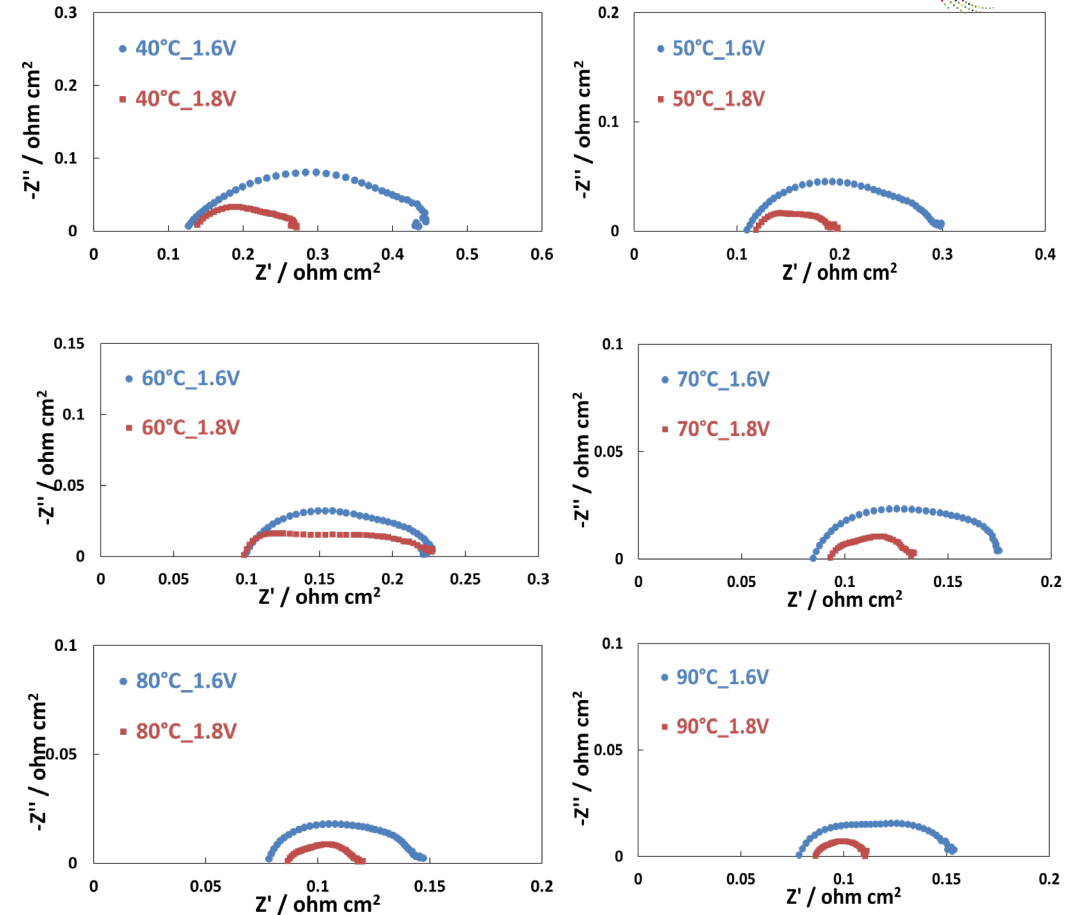 0.3
0.2
0.1
0
0 0.1 0.2 0.3 0.4 0.5 0.6
-Z'' / ohm cm2
Z' / ohm cm2
40°C_1.6V
40°C_1.8V
0.2
0.1
0
0 0.1 0.2 0.3 0.4
-Z'' / ohm cm2
Z' / ohm cm2
50°C_1.6V
50°C_1.8V
0.15
0.1
0.05
0
0 0.05 0.1 0.15 0.2 0.25 0.3
-Z'' / ohm cm2
Z' / ohm cm2
60°C_1.6V
60°C_1.8V
0.1
0.05
0
0 0.05 0.1 0.15 0.2
-Z'' / ohm cm2
Z' / ohm cm2
70°C_1.6V
70°C_1.8V
0.1
0.05
0
0 0.05 0.1 0.15 0.2
-Z'' / ohm cm2
Z' / ohm cm2
80°C_1.6V
80°C_1.8V
0.1
0.05
0
0 0.05 0.1 0.15 0.2
-Z'' / ohm cm2
Z' / ohm cm2
90°C_1.6V
90°C_1.8V